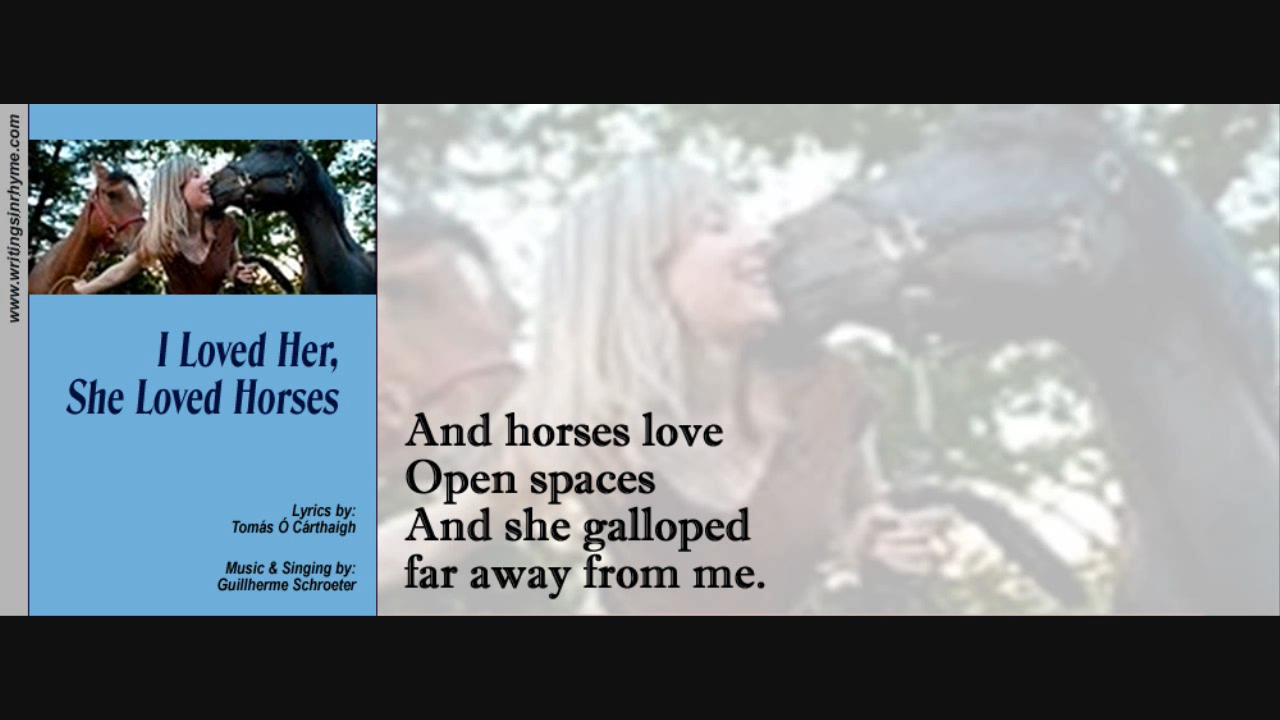 www.writingsinrhyme.com
I Loved Her,
She Loved Horses
Lyrics by:
Tomás Ó Cárthaigh
Music & Singing by:
Guillherme Schroeter
And horses love
Open spaces
And she galloped
far away from me.